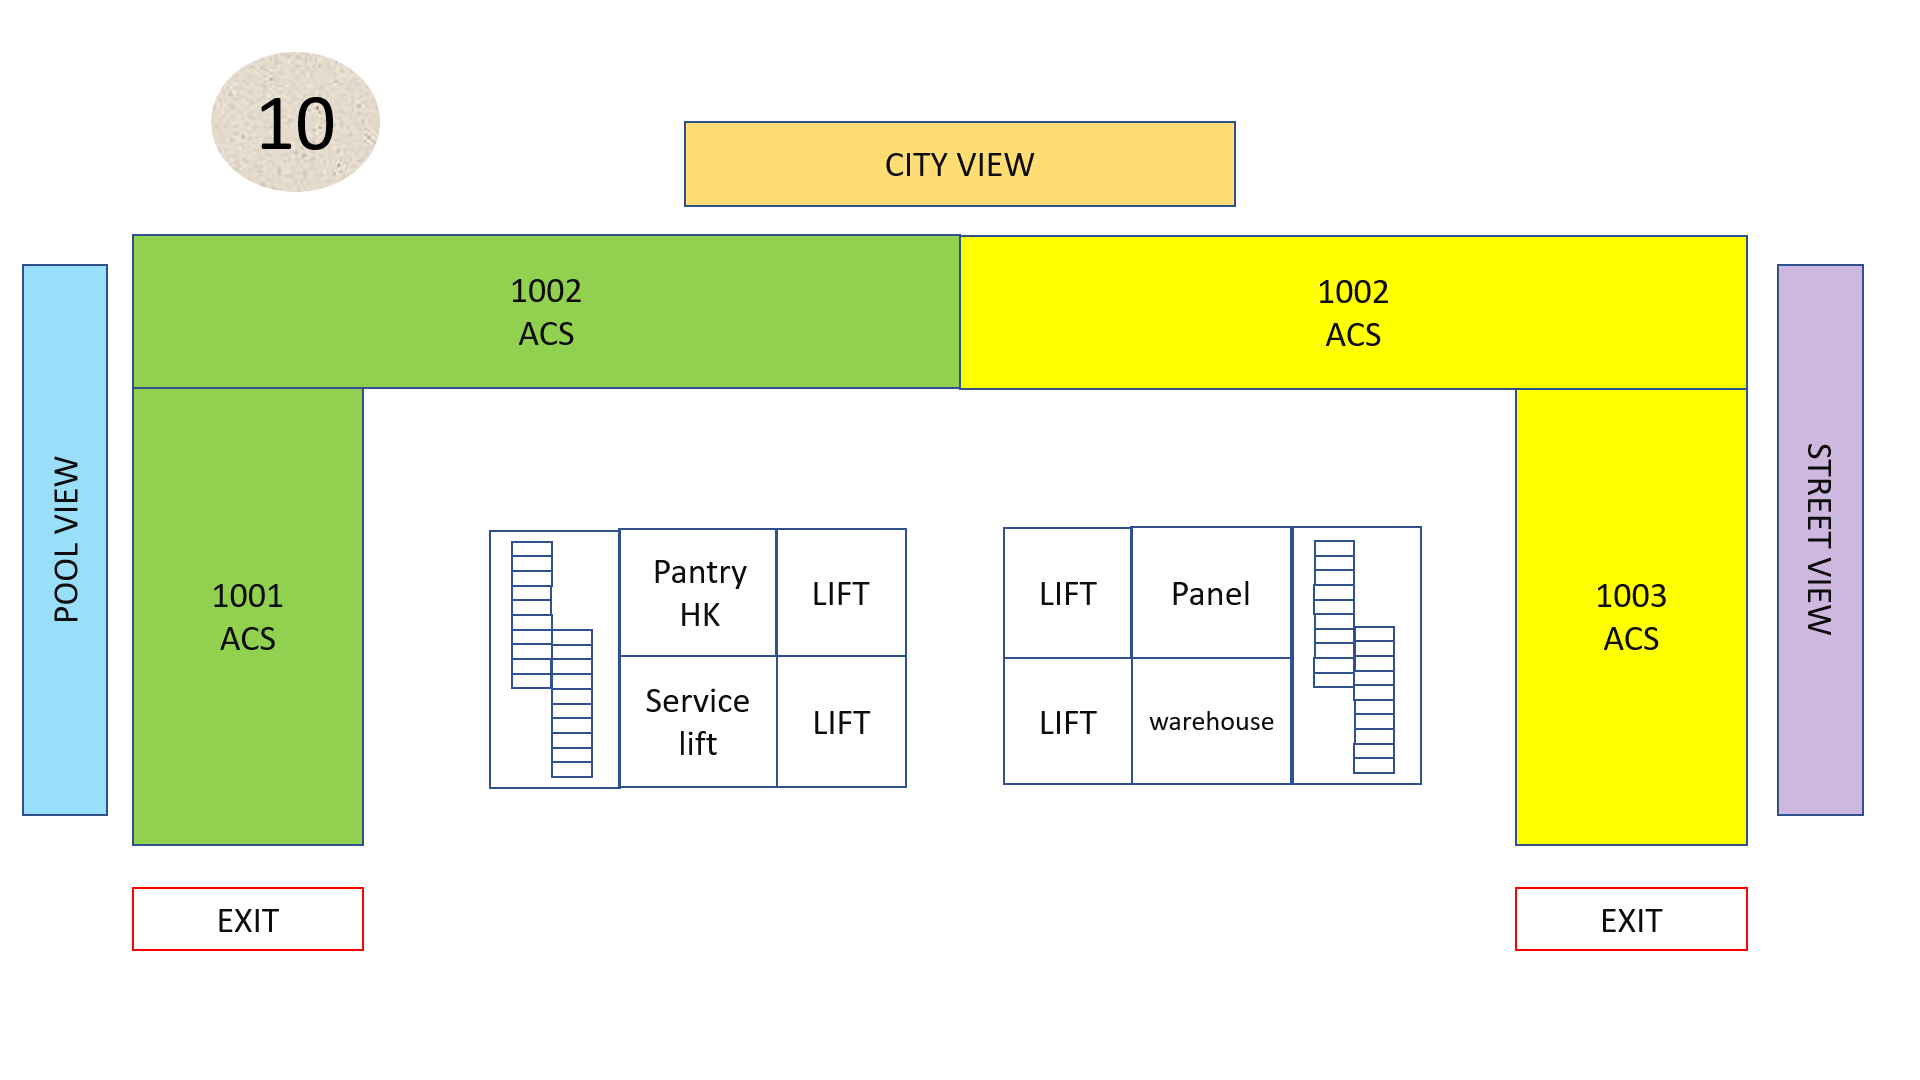 10
CITY VIEW
POOL VIEW
1002
ACS
1002
ACS
STREET VIEW
1001
ACS
Pantry
HK
LIFT
LIFT
Panel
1003
ACS
Service
lift
LIFT
LIFT
warehouse
EXIT
EXIT